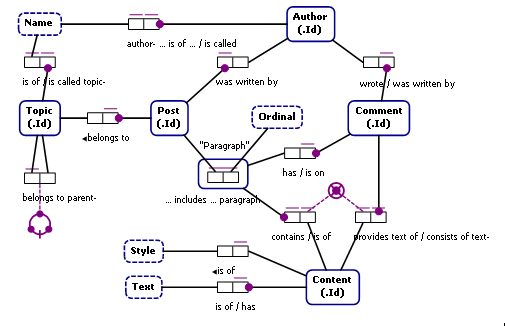 Name
Author
(.Id)
author- ... is of ... / is called
is of / is called topic-
was written by
wrote / was written by
Topic
(.Id)
Post
(.Id)
Ordinal
Comment
(.Id)
◄belongs to
"Paragraph"
has / is on
belongs to parent-
... includes ... paragraph
contains / is of
provides text of / consists of text-
Style
◄is of
Text
Content
(.Id)
is of / has